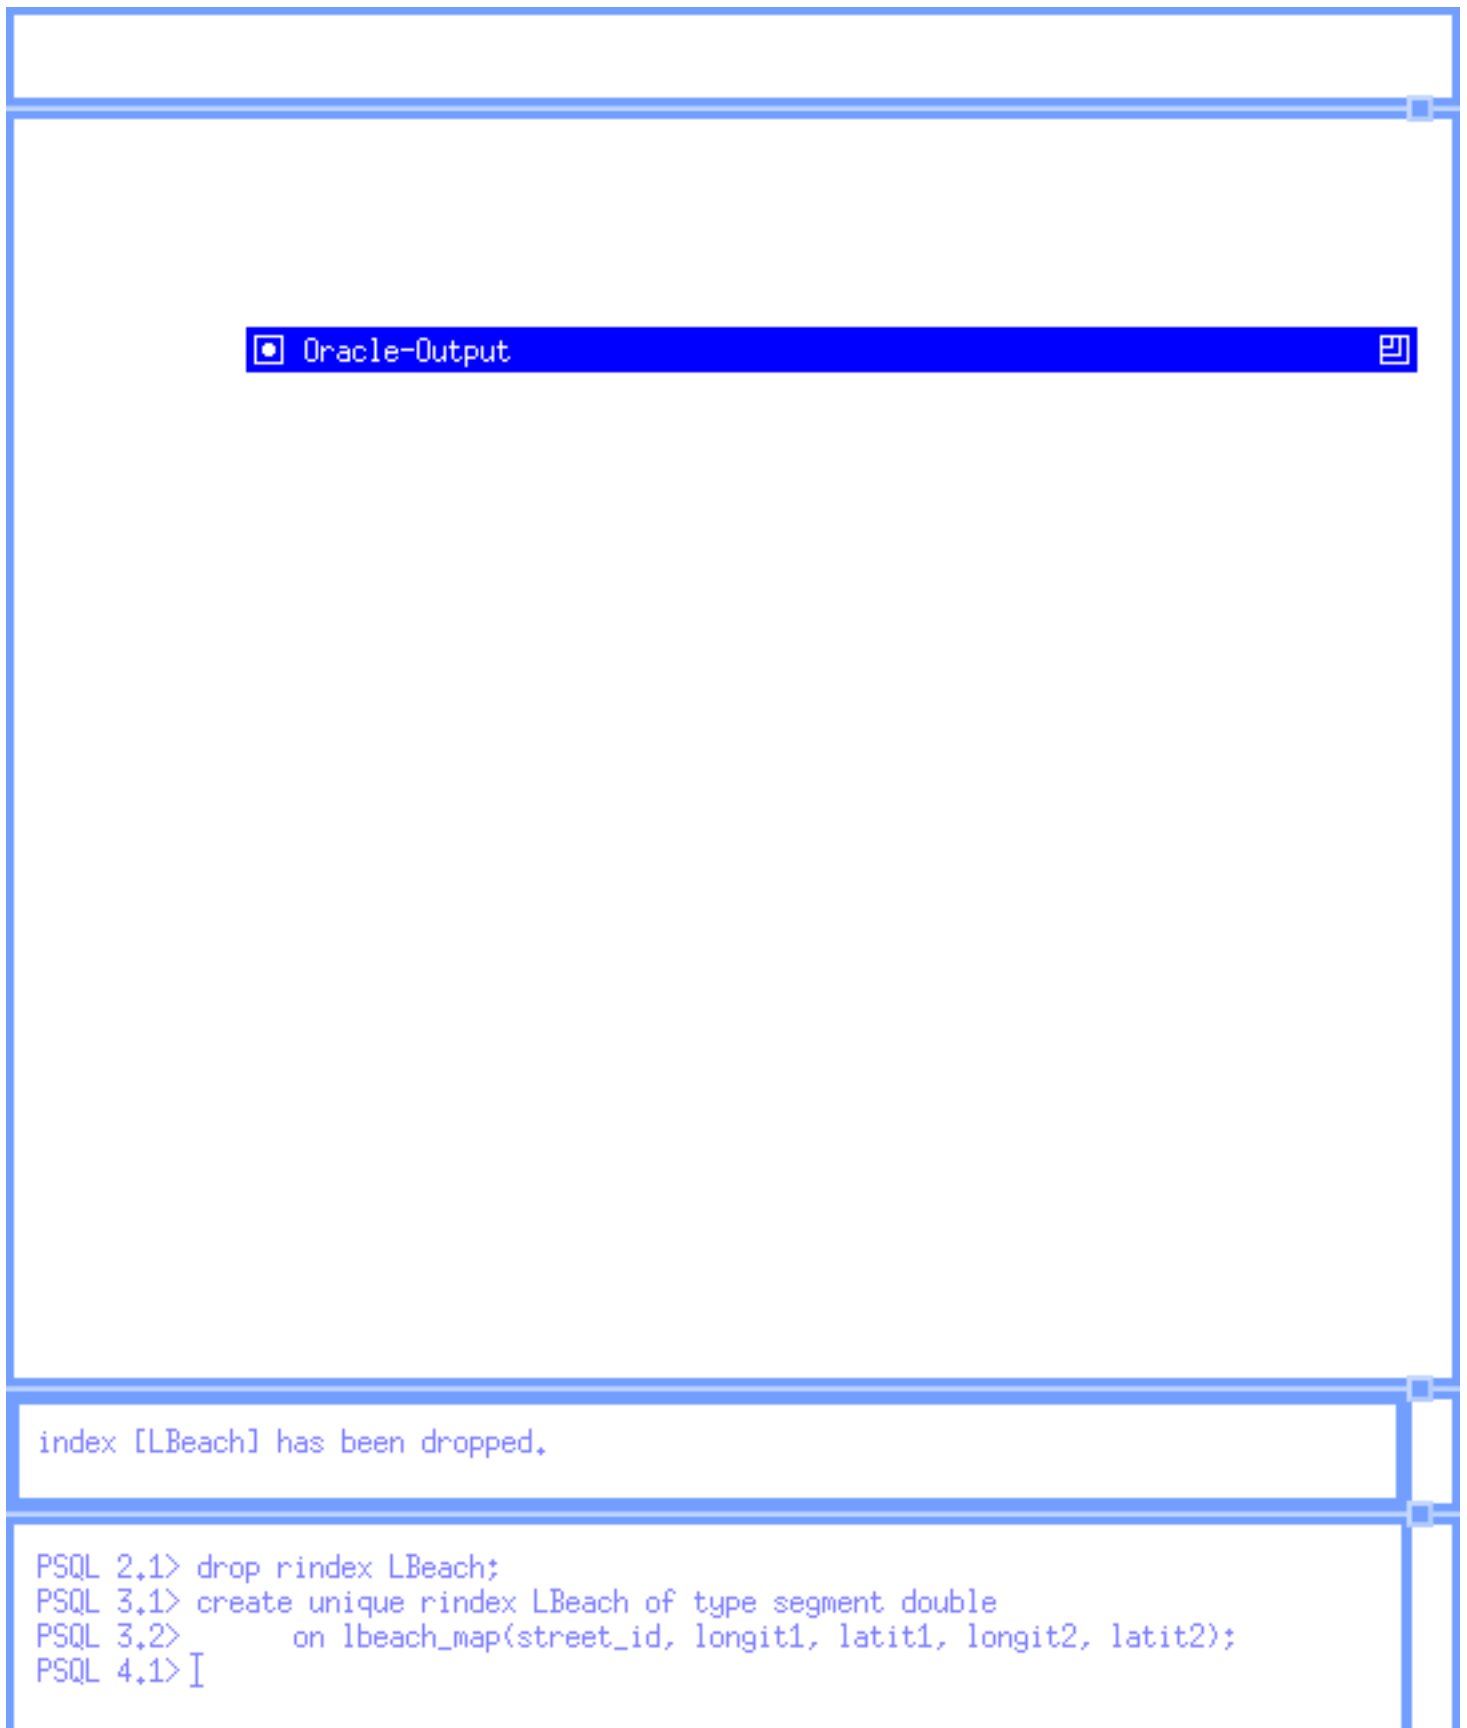 Oracle-Output
index [LBeach] has been dropped.
PSQL 2.1> drop rindex LBeach;
PSQL 3.1> create unique rindex LBeach of type segment double
PSQL 3.2>       on lbeach_map(street_id, longit1, latit1, longit2, latit2);
PSQL 4.1>